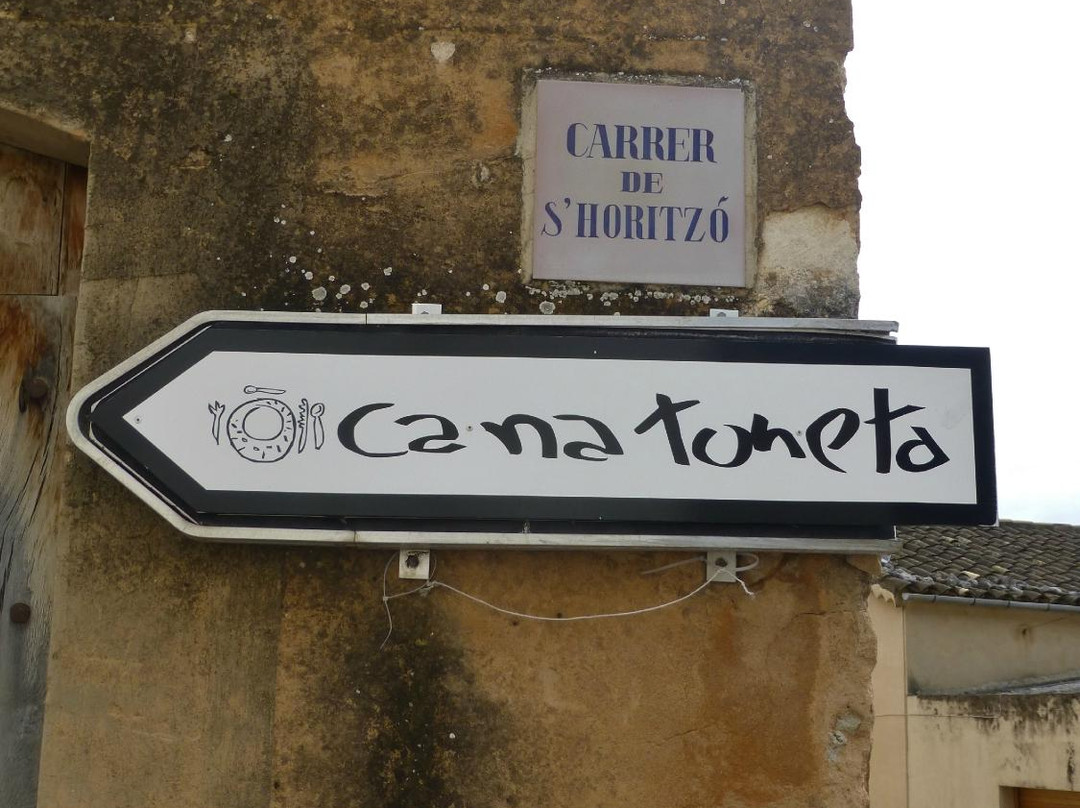 CARRER
DE
S'HORITZÓ
ca na toneta